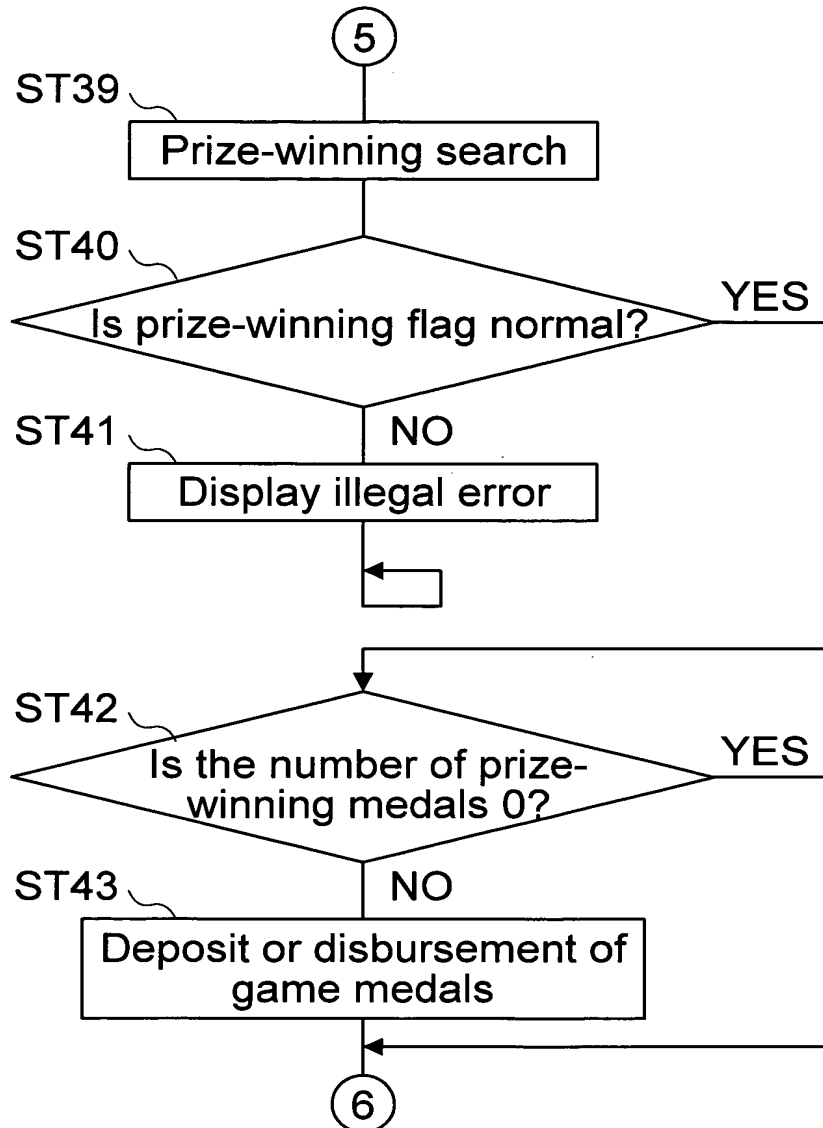 5
ST39
Prize-winning search
ST40
Is prize-winning flag normal?
YES
NO
ST41
Display illegal error
ST42
Is the number of prize-
winning medals 0?
YES
NO
ST43
Deposit or disbursement of
game medals
6